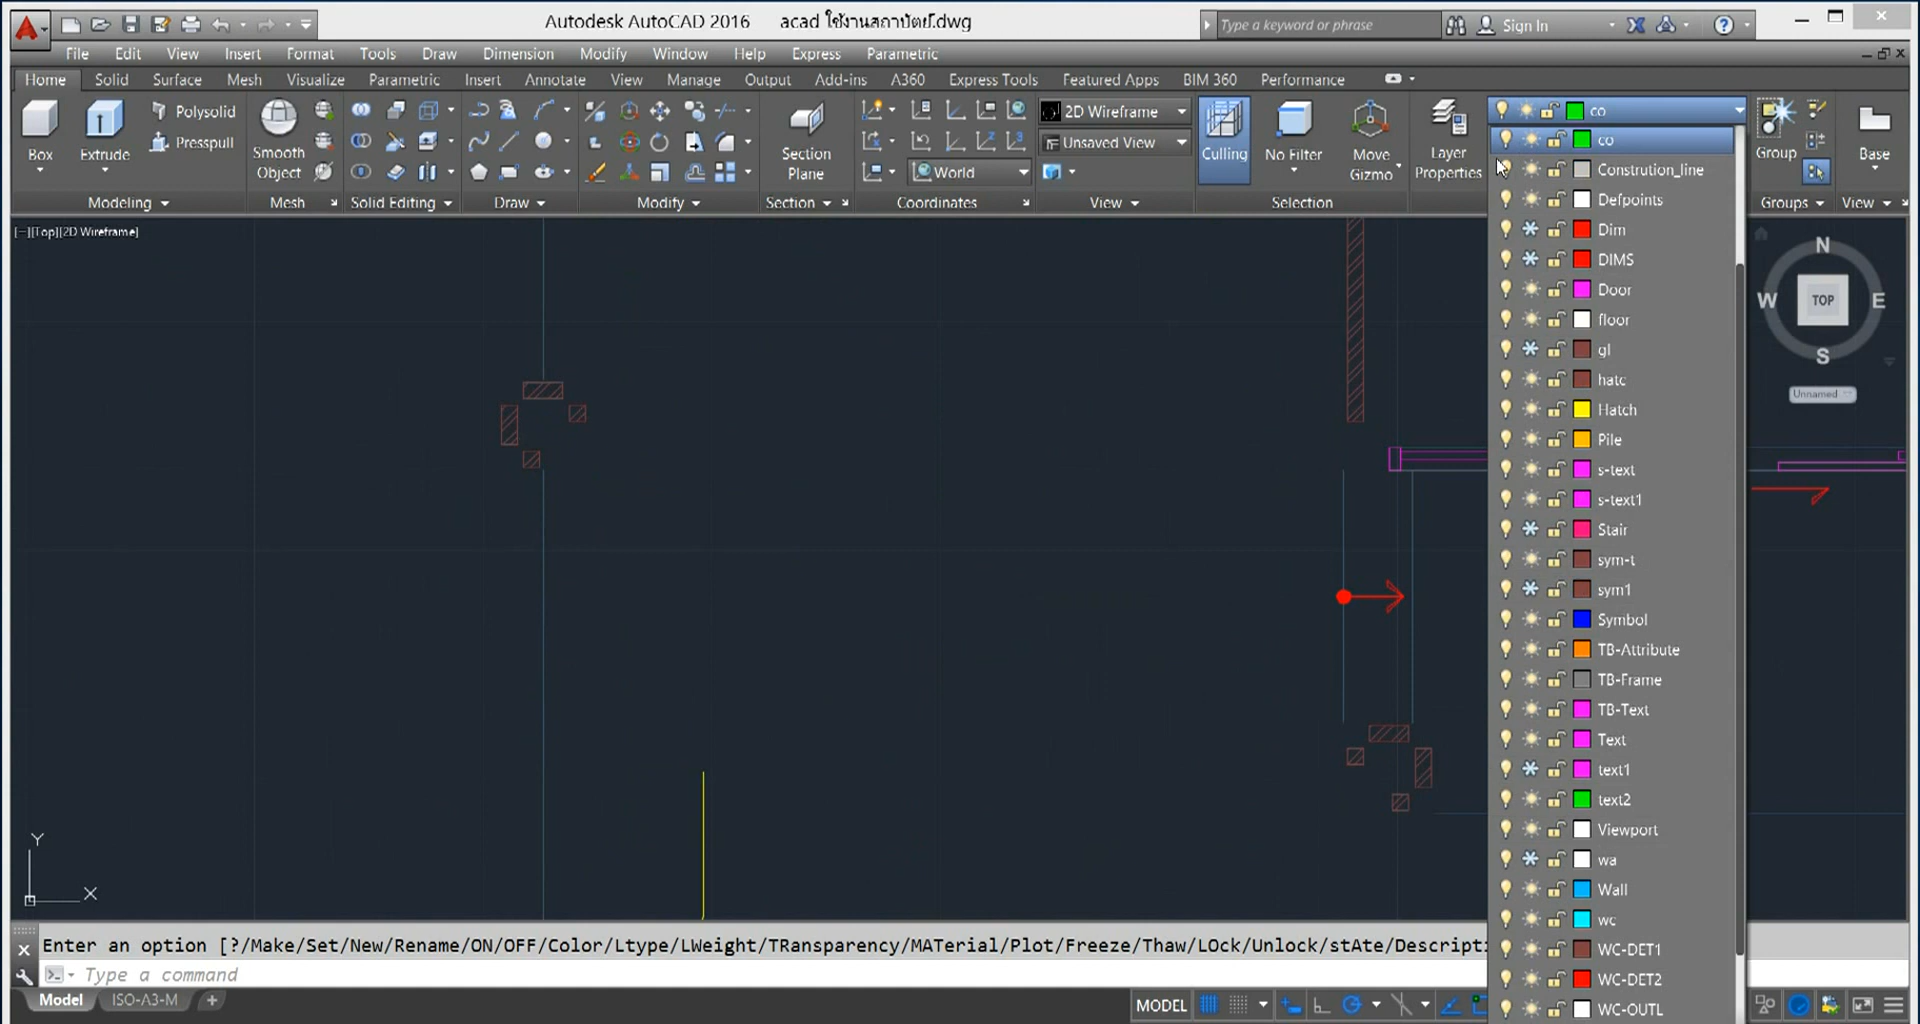 Autodesk AutoCAD 2016 acad ใช้งานสถาปัตย์.dwg
Type a keyword or phrase
Sign In
File Edit View Insert Format Tools Draw Dimension Modify Window Help Express Parametric
Home Solid Surface Mesh Visualize Parametric Insert Annotate View Manage Output Add-ins A360 Express Tools Featured Apps BIM 360 Performance
Box
Extrude
Polysolid
Presspull
Smooth Object
Section Plane
World
2D Wireframe
Unsaved View
Culling
No Filter
Move Gizmo
Layer Properties
co
Group
Base
Modeling Mesh Solid Editing Draw Modify Section Coordinates View Selection Groups View
[−][Top][2D Wireframe]
co
Constrution_line
Defpoints
Dim
DIMS
Door
floor
gl
hatc
Hatch
Pile
s-text
s-text1
Stair
sym-t
sym1
Symbol
TB-Attribute
TB-Frame
TB-Text
Text
text1
text2
Viewport
wa
Wall
wc
WC-DET1
WC-DET2
WC-OUTL
N
W TOP E
S
Unnamed
Y
X
Enter an option [?/Make/Set/New/Rename/ON/OFF/Color/Ltype/LWeight/TRansparency/MATerial/Plot/Freeze/Thaw/LOck/Unlock/stAte/Descripti
Type a command
Model ISO-A3-M +
MODEL